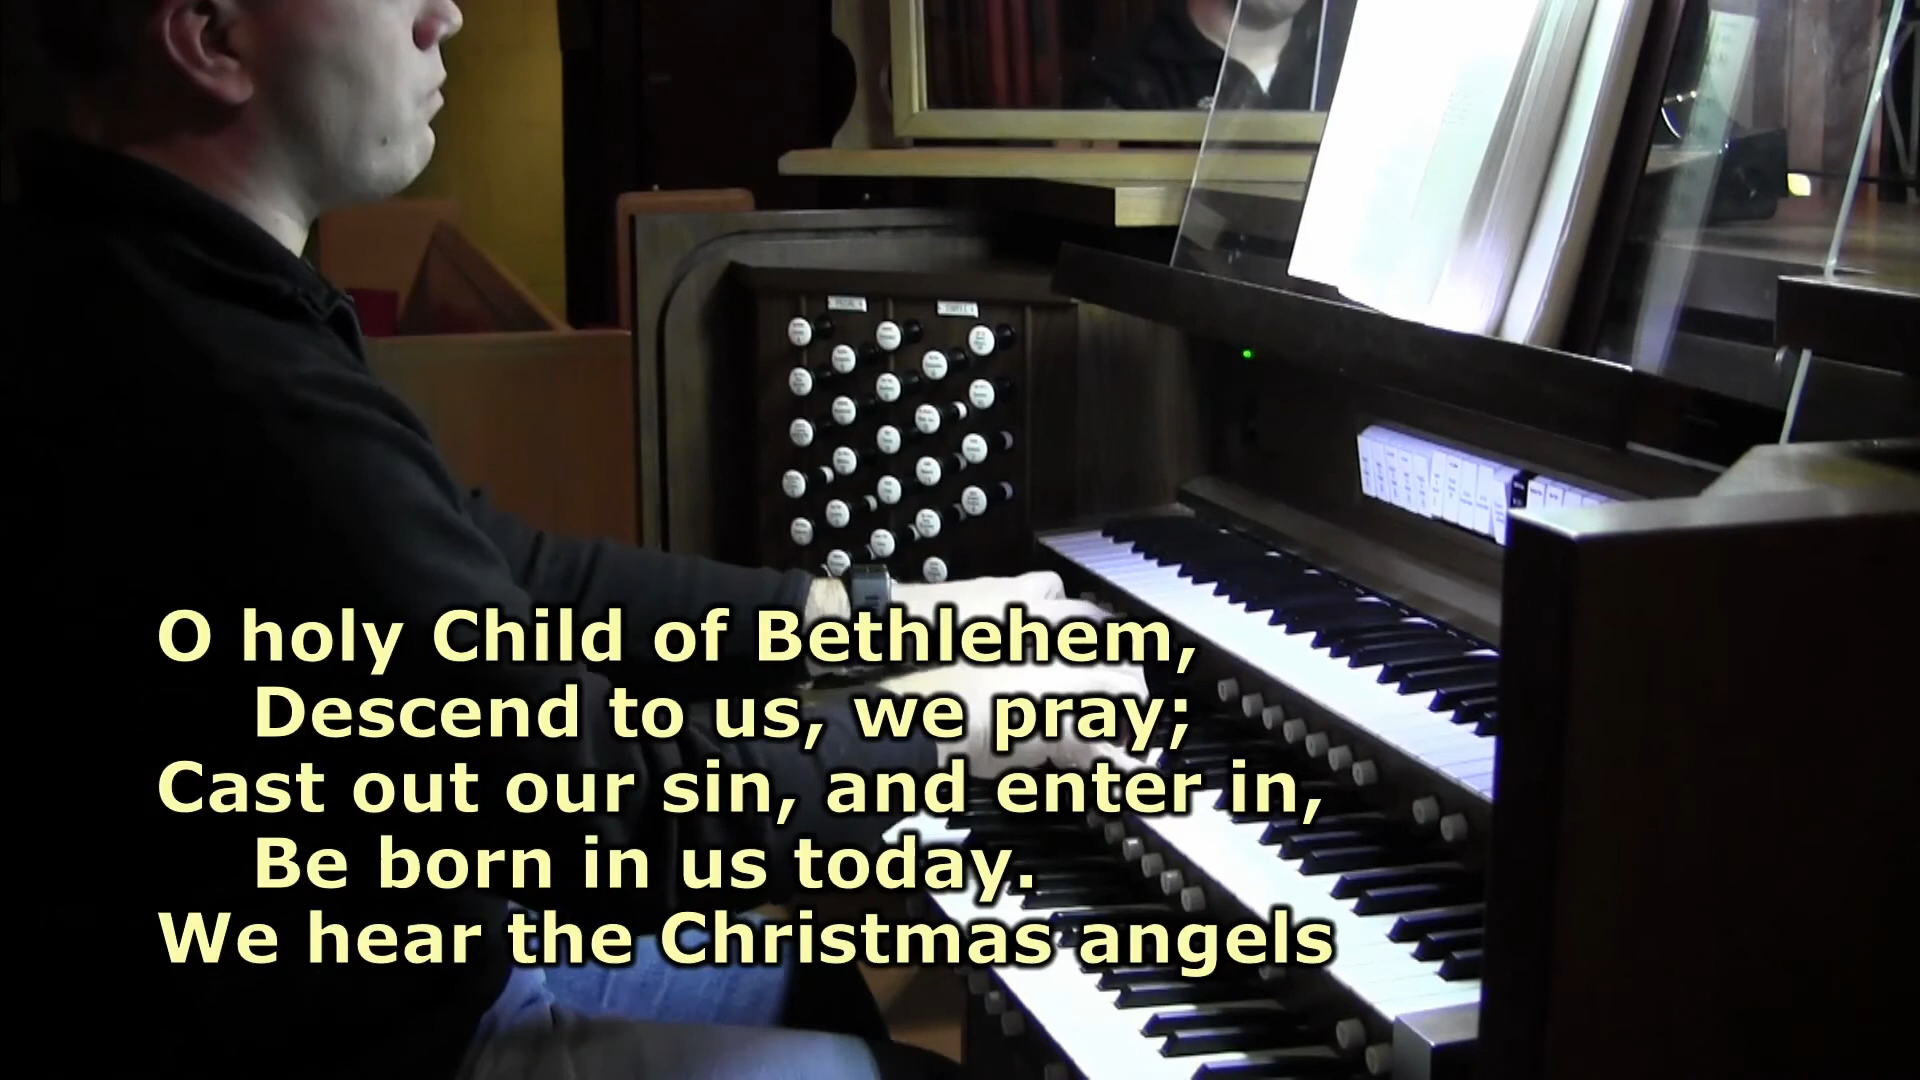 O holy Child of Bethlehem,
Descend to us, we pray;
Cast out our sin, and enter in,
Be born in us today.
We hear the Christmas angels